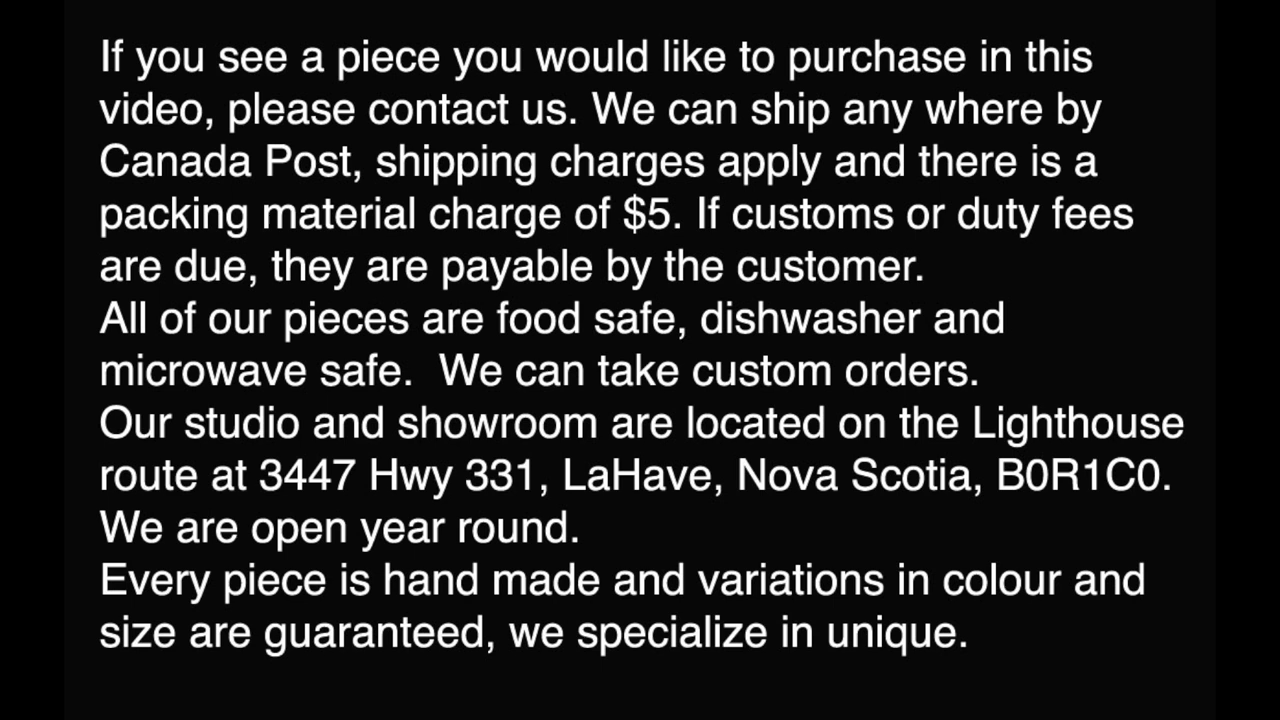 If you see a piece you would like to purchase in this
video, please contact us. We can ship any where by
Canada Post, shipping charges apply and there is a
packing material charge of $5. If customs or duty fees
are due, they are payable by the customer.
All of our pieces are food safe, dishwasher and
microwave safe.  We can take custom orders.
Our studio and showroom are located on the Lighthouse
route at 3447 Hwy 331, LaHave, Nova Scotia, B0R1C0.
We are open year round.
Every piece is hand made and variations in colour and
size are guaranteed, we specialize in unique.